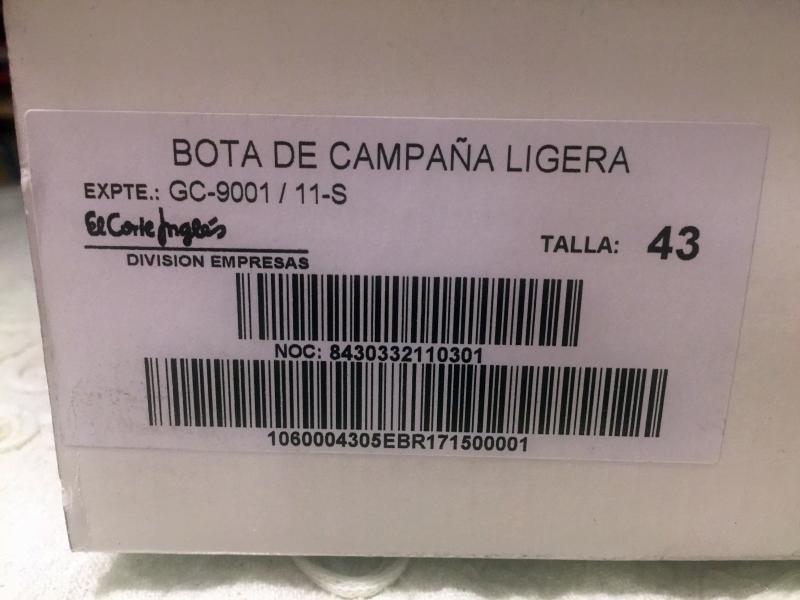 BOTA DE CAMPAÑA LIGERA
EXPTE.: GC-9001 / 11-S
El Corte Inglés
DIVISION EMPRESAS
TALLA: 43
NOC: 8430332110301
1060004305EBR171500001